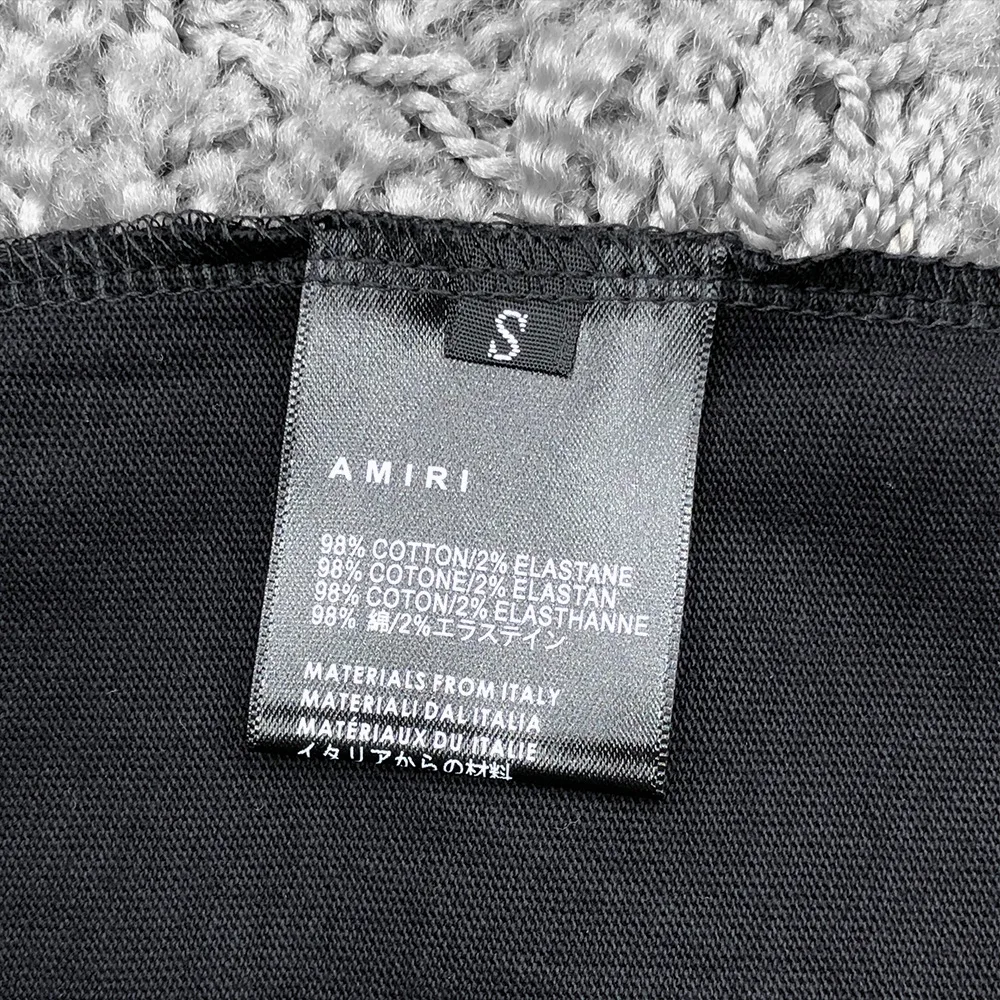 S
AMIRI
98% COTTON/2% ELASTANE
98% COTONE/2% ELASTAN
98% COTON/2% ELASTHANNE
98% 綿/2%エラステイン
MATERIALS FROM ITALY
MATERIALI DAL ITALIA
MATÉRIAUX DU ITALIE
イタリアからの材料